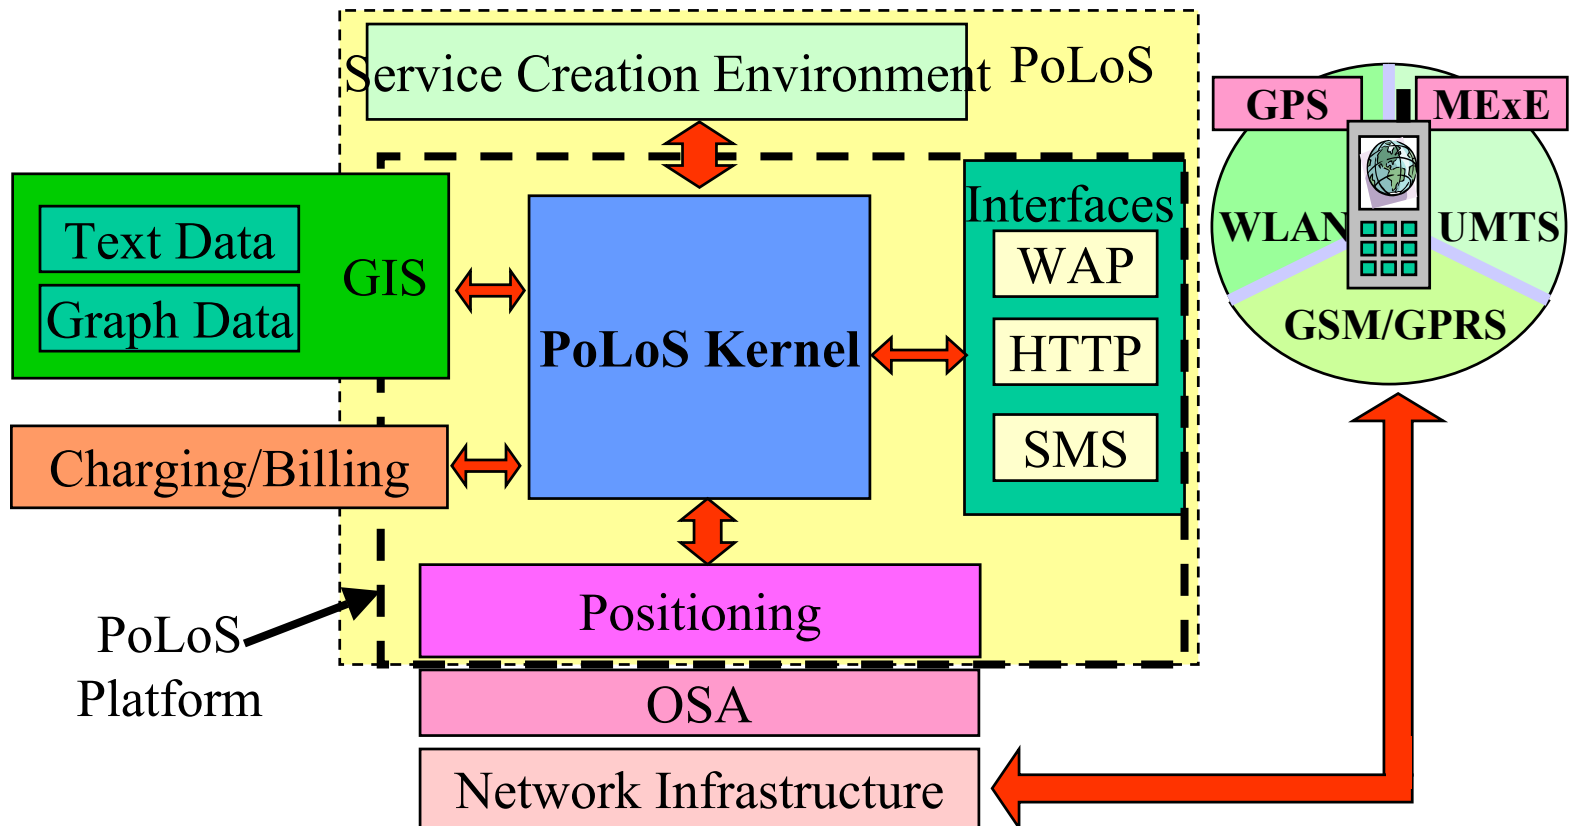 Service Creation Environment
PoLoS
GPS
MExE
Text Data
Graph Data
GIS
PoLoS Kernel
Interfaces
WAP
HTTP
SMS
WLAN
UMTS
GSM/GPRS
Charging/Billing
Positioning
PoLoS
Platform
OSA
Network Infrastructure